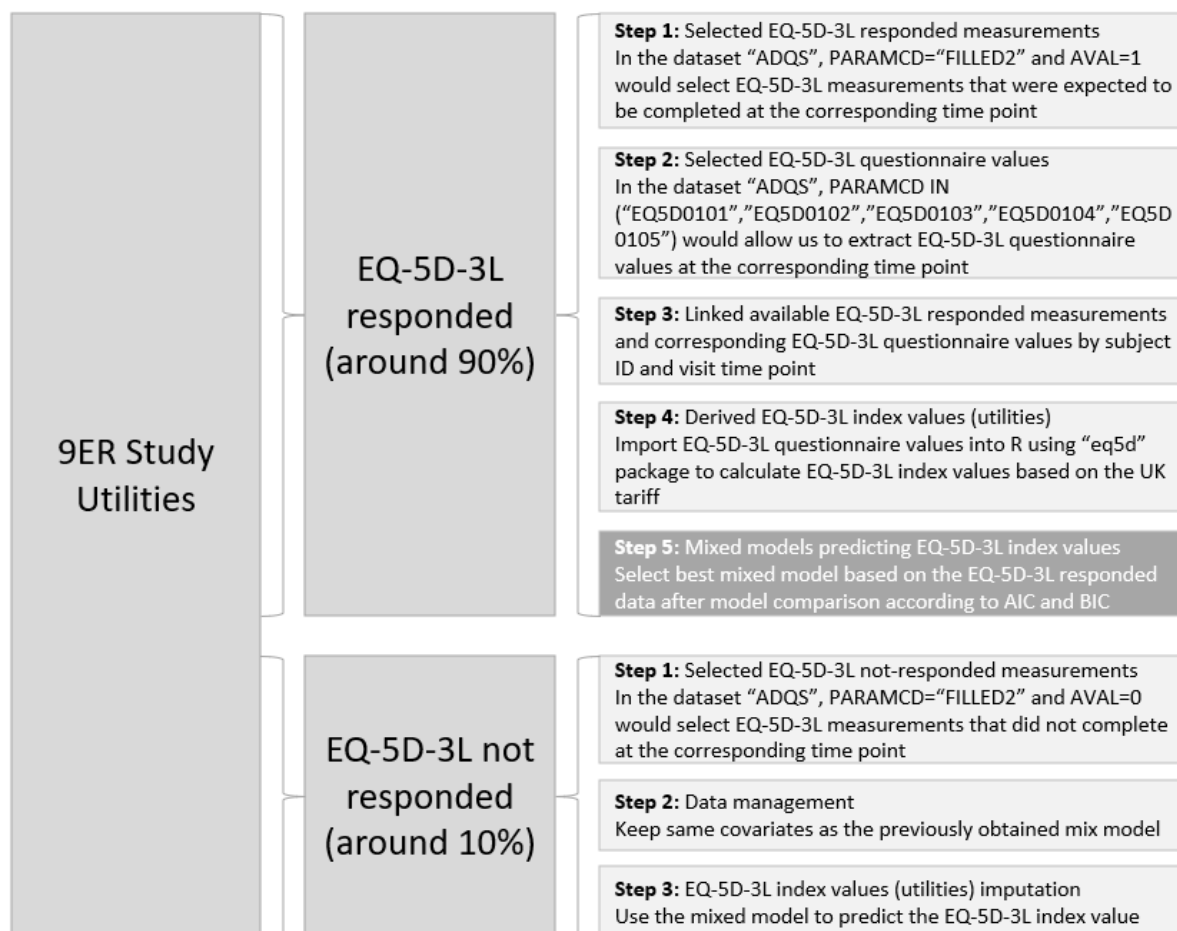 9ER Study
Utilities
EQ-5D-3L
responded
(around 90%)
Step 1: Selected EQ-5D-3L responded measurements
In the dataset “ADQS”, PARAMCD=“FILLED2” and AVAL=1
would select EQ-5D-3L measurements that were expected to
be completed at the corresponding time point
Step 2: Selected EQ-5D-3L questionnaire values
In the dataset “ADQS”, PARAMCD IN
(“EQ5D0101”,”EQ5D0102”,”EQ5D0103”,”EQ5D0104”,”EQ5D
0105”) would allow us to extract EQ-5D-3L questionnaire
values at the corresponding time point
Step 3: Linked available EQ-5D-3L responded measurements
and corresponding EQ-5D-3L questionnaire values by subject
ID and visit time point
Step 4: Derived EQ-5D-3L index values (utilities)
Import EQ-5D-3L questionnaire values into R using “eq5d”
package to calculate EQ-5D-3L index values based on the UK
tariff
Step 5: Mixed models predicting EQ-5D-3L index values
Select best mixed model based on the EQ-5D-3L responded
data after model comparison according to AIC and BIC
EQ-5D-3L not
responded
(around 10%)
Step 1: Selected EQ-5D-3L not-responded measurements
In the dataset “ADQS”, PARAMCD=“FILLED2” and AVAL=0
would select EQ-5D-3L measurements that did not complete
at the corresponding time point
Step 2: Data management
Keep same covariates as the previously obtained mix model
Step 3: EQ-5D-3L index values (utilities) imputation
Use the mixed model to predict the EQ-5D-3L index value